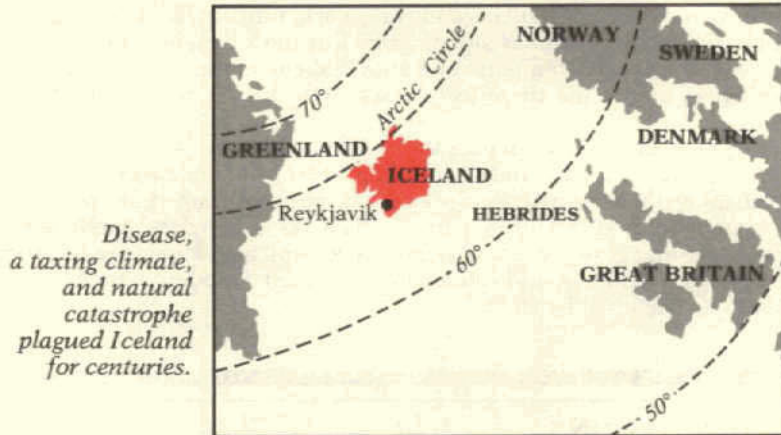 NORWAY
SWEDEN
70°
Arctic Circle
GREENLAND
DENMARK
ICELAND
Reykjavik
HEBRIDES
60°
GREAT BRITAIN
50°
Disease,
a taxing climate,
and natural
catastrophe
plagued Iceland
for centuries.